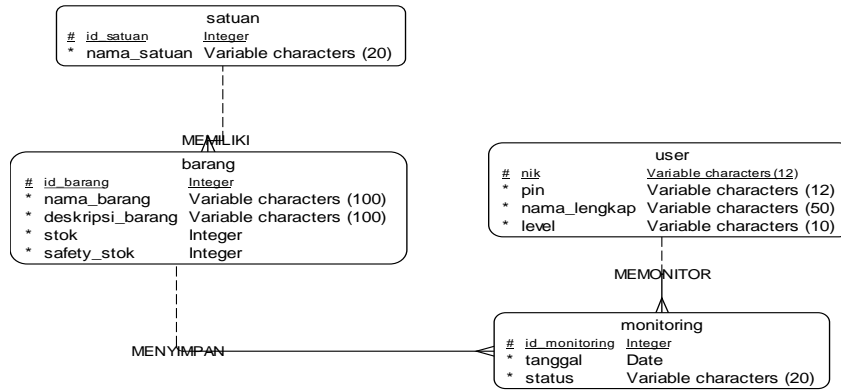 satuan
# id_satuan Integer
* nama_satuan Variable characters (20)
MEMILIKI
barang
# id_barang Integer
* nama_barang Variable characters (100)
* deskripsi_barang Variable characters (100)
* stok Integer
* safety_stok Integer
user
# nik Variable characters (12)
* pin Variable characters (12)
* nama_lengkap Variable characters (50)
* level Variable characters (10)
MEMONITOR
MENYIMPAN
monitoring
# id_monitoring Integer
* tanggal Date
* status Variable characters (20)